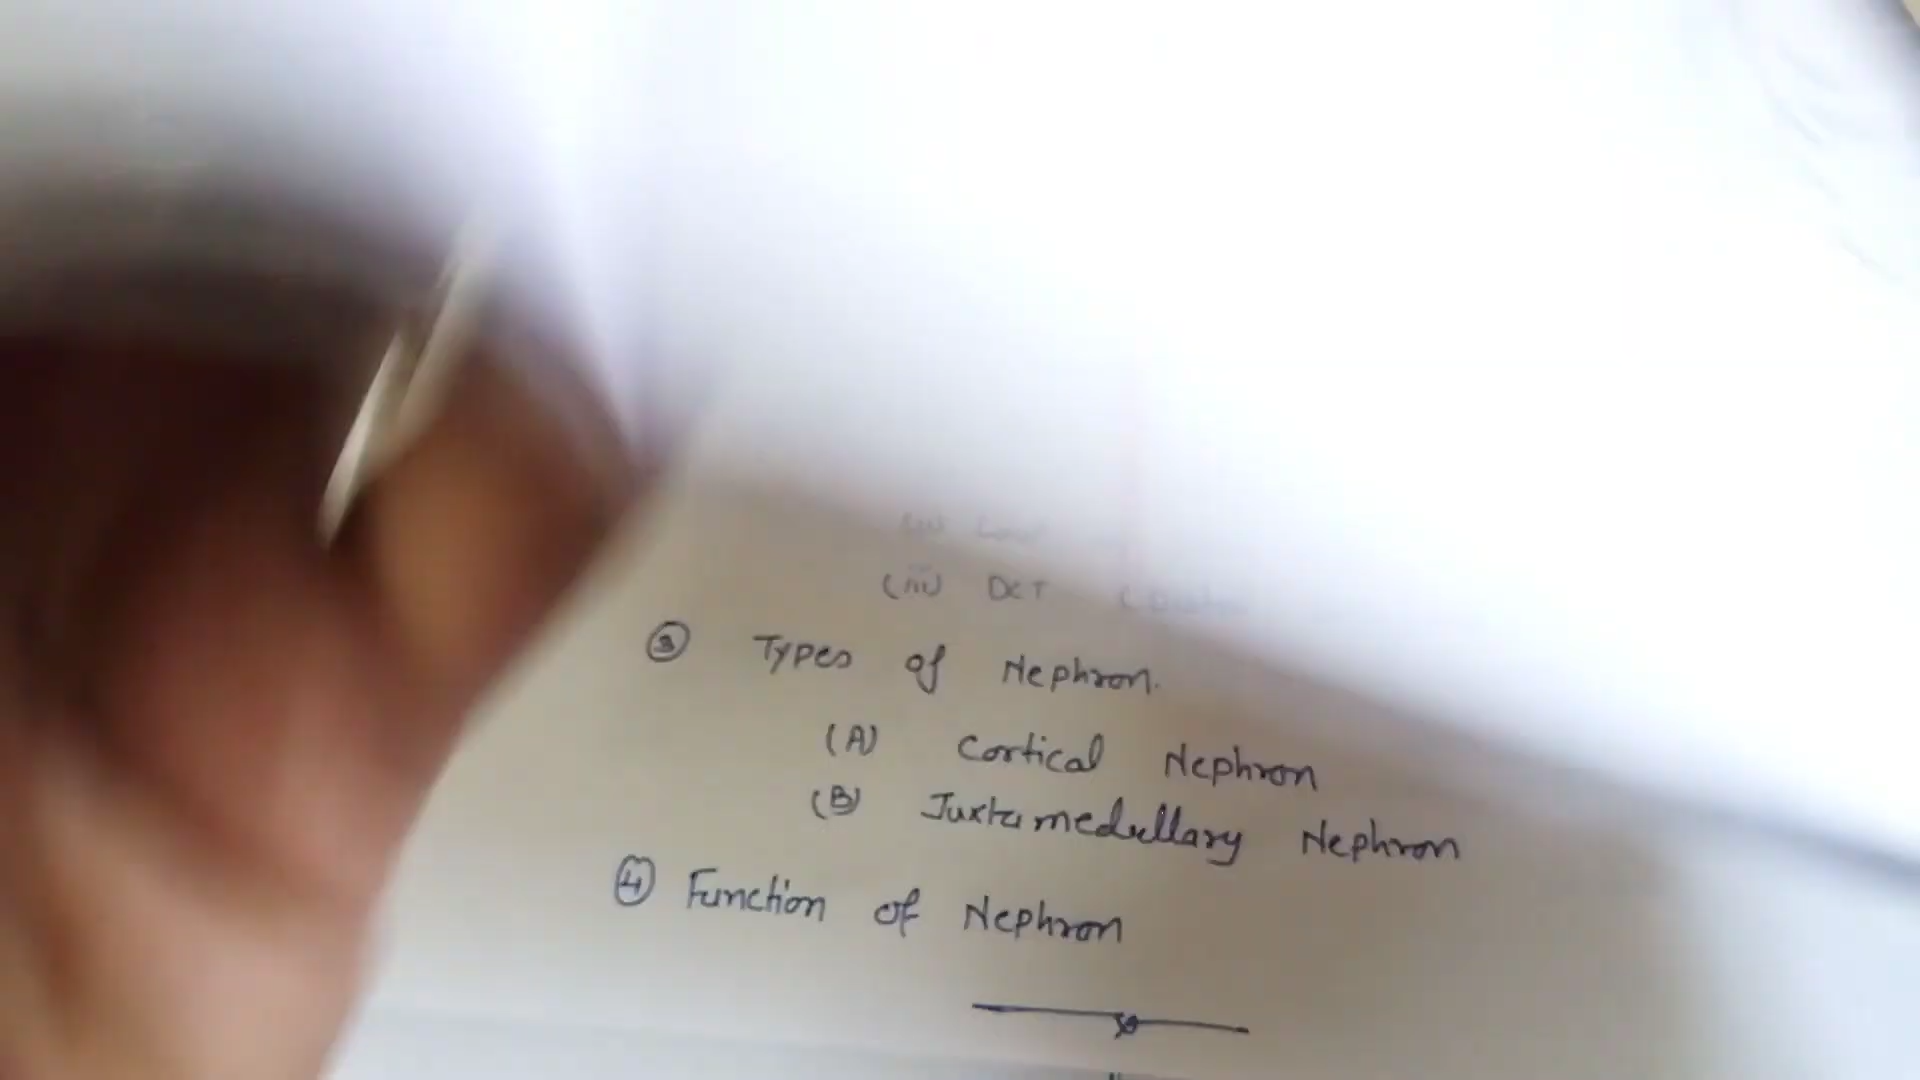 (iii) DCT
③ Types of Nephron.
(A) Cortical Nephron
(B) Juxtamedullary Nephron
④ Function of Nephron